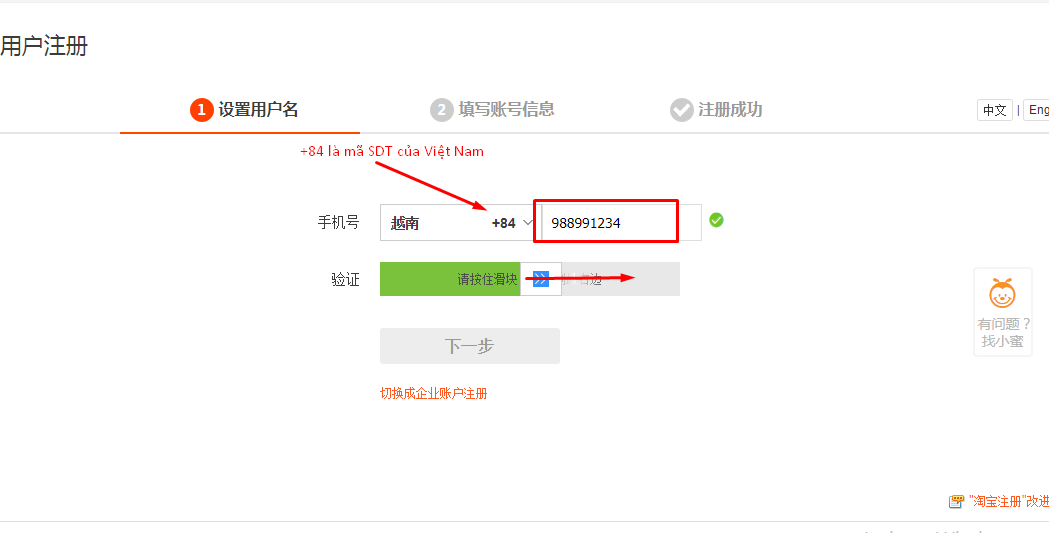 用户注册
1 设置用户名
2 填写账号信息
注册成功
中文 | Eng
+84 là mã SDT của Việt Nam
手机号 越南 +84 988991234
验证 请按住滑块
下一步
切换成企业账户注册
有问题?
找小蜜
"淘宝注册"改进